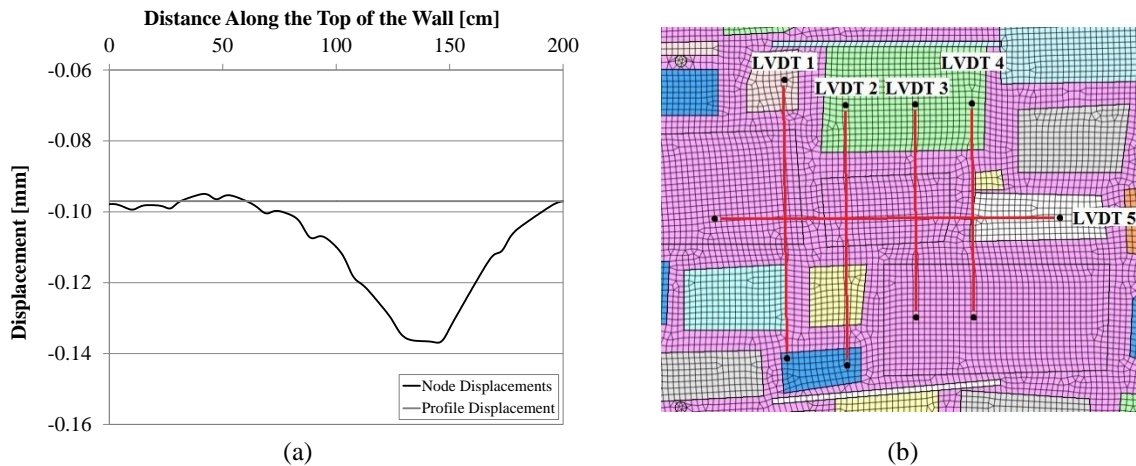 Distance Along the Top of the Wall [cm]
0 50 100 150 200
-0.06
-0.08
-0.10
-0.12
-0.14
-0.16
Displacement [mm]
Node Displacements
Profile Displacement
(a)
LVDT 1
LVDT 4
LVDT 2
LVDT 3
LVDT 5
(b)